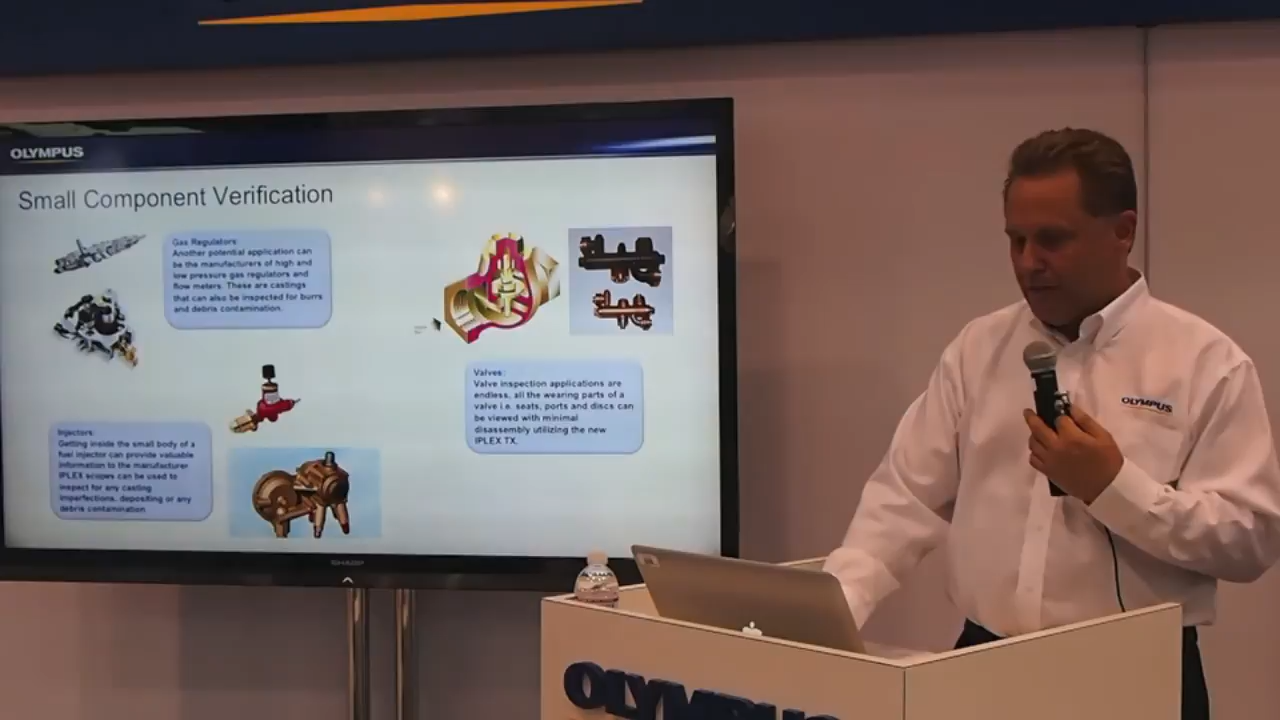 OLYMPUS
Small Component Verification
Gas Regulators:
Another potential application can
be the manufacturers of high and
low pressure gas regulators and
flow meters. These are castings
that can also be inspected for burrs
and debris contamination.
Valves:
Valve inspection applications are
endless, all the wearing parts of a
valve i.e. seats, ports and discs can
be viewed with minimal
disassembly utilizing the new
IPLEX TX.
Injectors:
Getting inside the small body of a
fuel injector can provide valuable
information to the manufacturer
IPLEX scopes can be used to
inspect for any casting
imperfections, depositing or any
debris contamination
SHARP
OLYMPUS
OLYMPUS